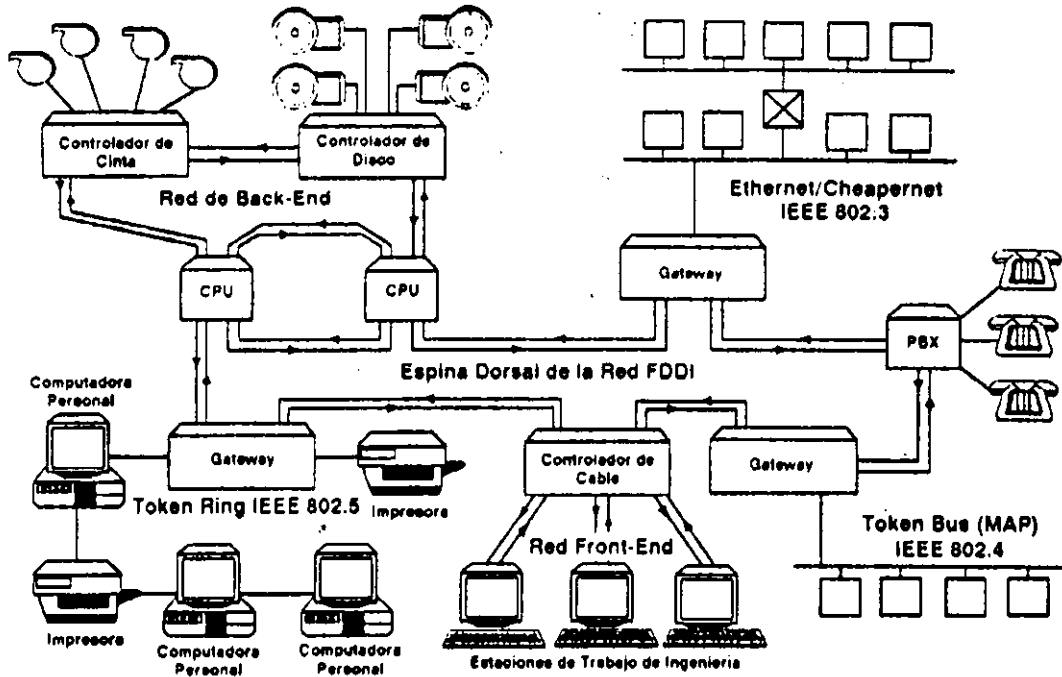 Controlador de
Cinta
Controlador de
Disco
Red de Back-End
Ethernet/Cheapernet
IEEE 802.3
CPU
CPU
Gateway
PBX
Espina Dorsal de la Red FDDI
Computadora
Personal
Gateway
Controlador de
Cable
Gateway
Token Ring IEEE 802.5
Impresora
Red Front-End
Token Bus (MAP)
IEEE 802.4
Impresora
Computadora
Personal
Computadora
Personal
Estaciones de Trabajo de Ingenieria